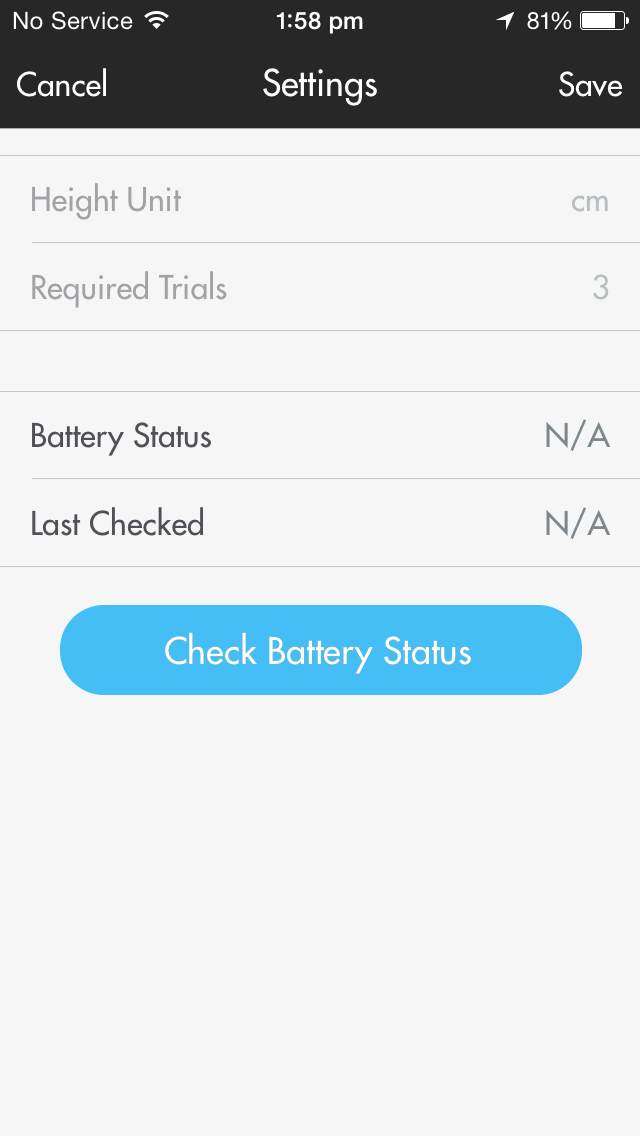 No Service 1:58 pm 81%
Cancel Settings Save
Height Unit cm
Required Trials 3
Battery Status N/A
Last Checked N/A
Check Battery Status